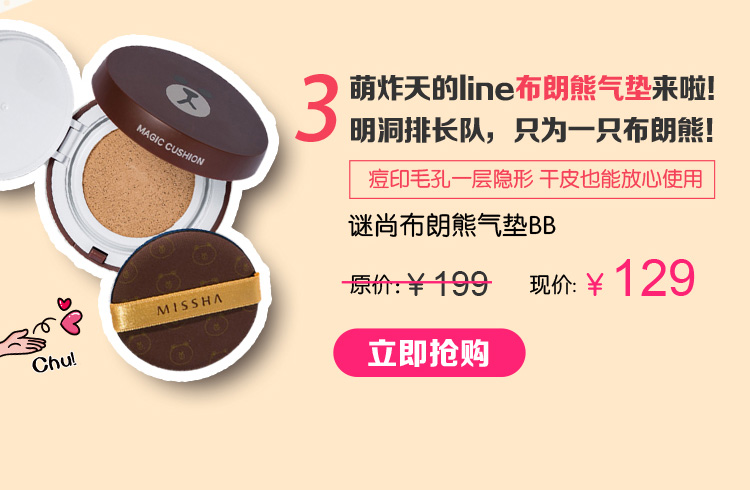 MAGIC CUSHION
MISSHA
Chu!
3
萌炸天的line布朗熊气垫来啦!
明洞排长队，只为一只布朗熊!
痘印毛孔一层隐形 干皮也能放心使用
谜尚布朗熊气垫BB
原价:￥199 现价:￥129
立即抢购